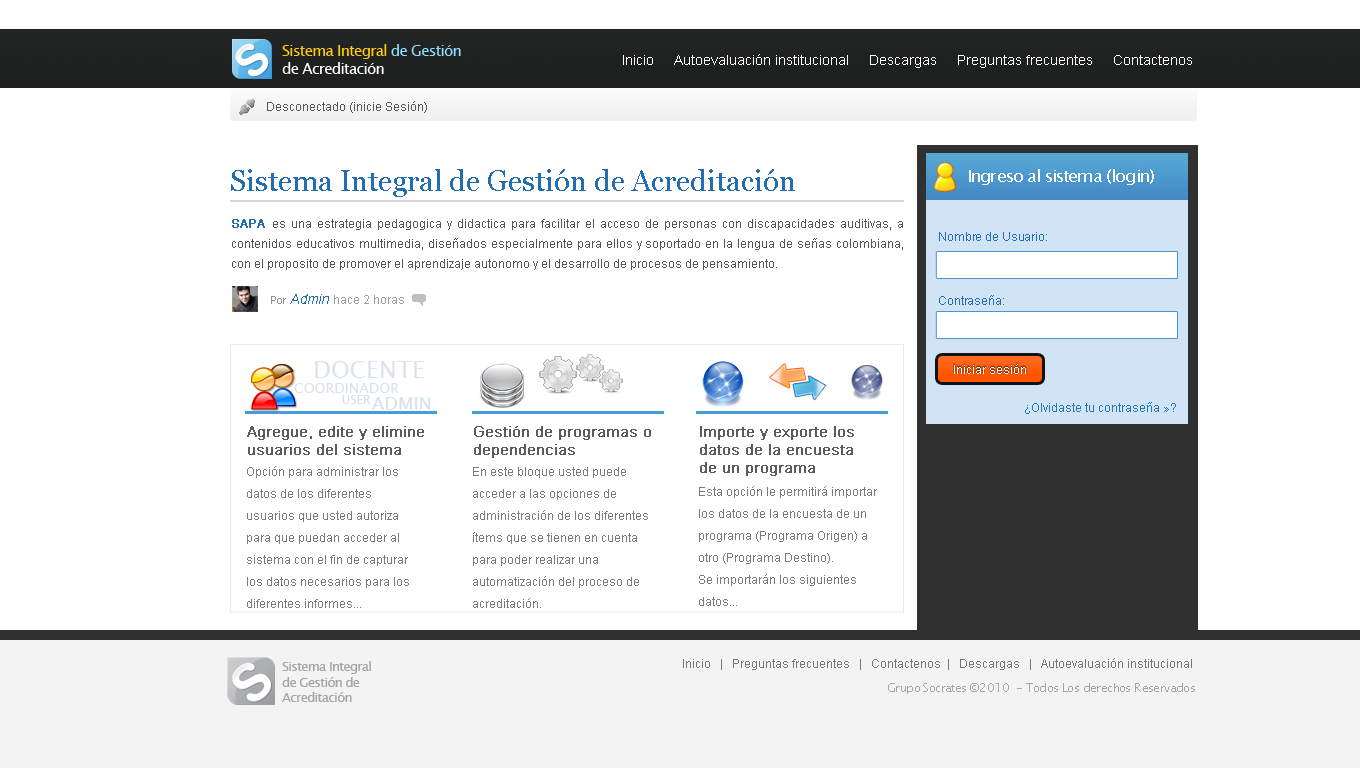 Sistema Integral de Gestión
de Acreditación
Inicio Autoevaluación institucional Descargas Preguntas frecuentes Contactenos
Desconectado (inicie Sesión)
Sistema Integral de Gestión de Acreditación
SAPA es una estrategia pedagogica y didactica para facilitar el acceso de personas con discapacidades auditivas, a
contenidos educativos multimedia, diseñados especialmente para ellos y soportado en la lengua de señas colombiana,
con el proposito de promover el aprendizaje autonomo y el desarrollo de procesos de pensamiento.
Por Admin hace 2 horas
DOCENTE
COORDINADOR
USER ADMIN
Agregue, edite y elimine
usuarios del sistema
Opción para administrar los
datos de los diferentes
usuarios que usted autoriza
para que puedan acceder al
sistema con el fin de capturar
los datos necesarios para los
diferentes informes...
Gestión de programas o
dependencias
En este bloque usted puede
acceder a las opciones de
administración de los diferentes
ítems que se tienen en cuenta
para poder realizar una
automatización del proceso de
acreditación.
Importe y exporte los
datos de la encuesta
de un programa
Esta opción le permitirá importar
los datos de la encuesta de un
programa (Programa Origen) a
otro (Programa Destino).
Se importarán los siguientes
datos...
Ingreso al sistema (login)
Nombre de Usuario:
Contraseña:
Iniciar sesión
¿Olvidaste tu contraseña »?
Sistema Integral
de Gestión de
Acreditación
Inicio | Preguntas frecuentes | Contactenos | Descargas | Autoevaluación institucional
Grupo Socrates ©2010 – Todos Los derechos Reservados